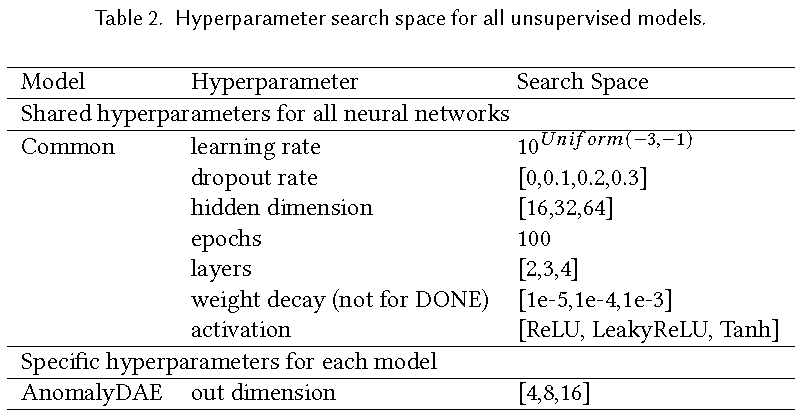 Table 2. Hyperparameter search space for all unsupervised models.
Model Hyperparameter Search Space
Shared hyperparameters for all neural networks
Common learning rate 10^Uniform(−3,−1)
dropout rate [0,0.1,0.2,0.3]
hidden dimension [16,32,64]
epochs 100
layers [2,3,4]
weight decay (not for DONE) [1e-5,1e-4,1e-3]
activation [ReLU, LeakyReLU, Tanh]
Specific hyperparameters for each model
AnomalyDAE out dimension [4,8,16]